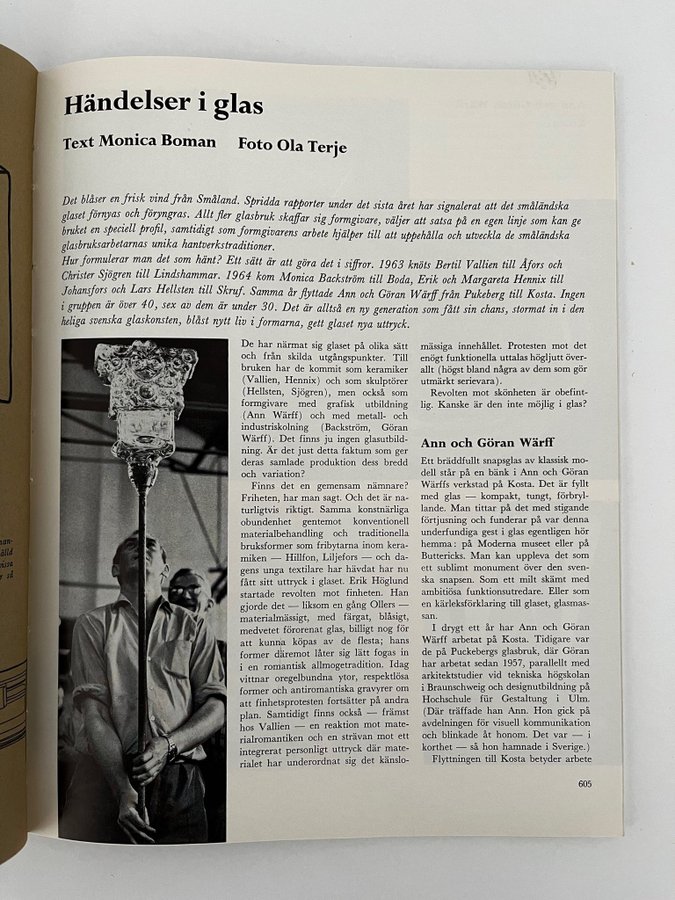 Händelser i glas
Text Monica Boman Foto Ola Terje
Det blåser en frisk vind från Småland. Spridda rapporter under det sista året har signalerat att det småländska
glaset förnyas och föryngras. Allt fler glasbruk skaffar sig formgivare, väljer att satsa på en egen linje som kan ge
bruket en speciell profil, samtidigt som formgivarens arbete hjälper till att uppehålla och utveckla de småländska
glasbruksarbetarnas unika hantverkstraditioner.
Hur formulerar man det som hänt? Ett sätt är att göra det i siffror. 1963 knöts Bertil Vallien till Åfors och
Christer Sjögren till Lindshammar. 1964 kom Monica Backström till Boda, Erik och Margareta Hennix till
Johansfors och Lars Hellsten till Skruf. Samma år flyttade Ann och Göran Wärff från Pukeberg till Kosta. Ingen
i gruppen är över 40, sex av dem är under 30. Det är alltså en ny generation som fått sin chans, stormat in i den
heliga svenska glaskonsten, blåst nytt liv i formarna, gett glaset nya uttryck.
De har närmat sig glaset på olika sätt
och från skilda utgångspunkter. Till
bruken har de kommit som keramiker
(Vallien, Hennix) och som skulptörer
(Hellsten, Sjögren), men också som
formgivare med grafisk utbildning
(Ann Wärff) och med metall- och
industriskolning (Backström, Göran
Wärff). Det finns ju ingen glasutbild-
ning. Är det just detta faktum som ger
deras samlade produktion dess bredd
och variation?
Finns det en gemensam nämnare?
Friheten, har man sagt. Och det är na-
turligtvis riktigt. Samma konstnärliga
obundenhet gentemot konventionell
materialbehandling och traditionella
bruksformer som fribytarna inom kera-
miken — Hillfon, Liljefors — och da-
gens unga textilare har hävdat har nu
fått sitt uttryck i glaset. Erik Höglund
startade revolten mot finheten. Han
gjorde det — liksom en gång Ollers —
materialmässigt, med färgat, blåsigt,
medvetet förorenat glas, billigt nog för
att kunna köpas av de flesta; hans
former däremot låter sig lätt fogas in
i en romantisk allmogetradition. Idag
vittnar oregelbundna ytor, respektlösa
former och antiromantiska gravyrer om
att finhetsprotesten fortsätter på andra
plan. Samtidigt finns också — främst
hos Vallien — en reaktion mot mate-
rialromantiken och en strävan mot ett
integrerat personligt uttryck där mate-
rialet har underordnat sig det känslo-
mässiga innehållet. Protesten mot det
enögt funktionella uttalas högljutt över-
allt (högst bland några av dem som gör
utmärkt serievara).
Revolten mot skönheten är obefint-
lig. Kanske är den inte möjlig i glas?
Ann och Göran Wärff
Ett bräddfullt snapsglas av klassisk mo-
dell står på en bänk i Ann och Göran
Wärffs verkstad på Kosta. Det är fyllt
med glas — kompakt, tungt, förbryl-
lande. Man tittar på det med stigande
förtjusning och funderar på var denna
underfundiga gest i glas egentligen hör
hemma: på Moderna museet eller på
Buttericks. Man kan uppleva det som
ett sublimt monument över den sven-
ska snapsen. Som ett milt skämt med
ambitiösa funktionsutredare. Eller som
en kärleksförklaring till glaset, glasmas-
san.
I drygt ett år har Ann och Göran
Wärff arbetat på Kosta. Tidigare var
de på Puckebergs glasbruk, där Göran
har arbetat sedan 1957, parallellt med
arkitektstudier vid tekniska högskolan
i Braunschweig och designutbildning på
Hochschule für Gestaltung i Ulm.
(Där träffade han Ann. Hon gick på
avdelningen för visuell kommunikation
och blinkade åt honom. Det var — i
korthet — så hon hamnade i Sverige.)
Flyttningen till Kosta betyder arbete
605